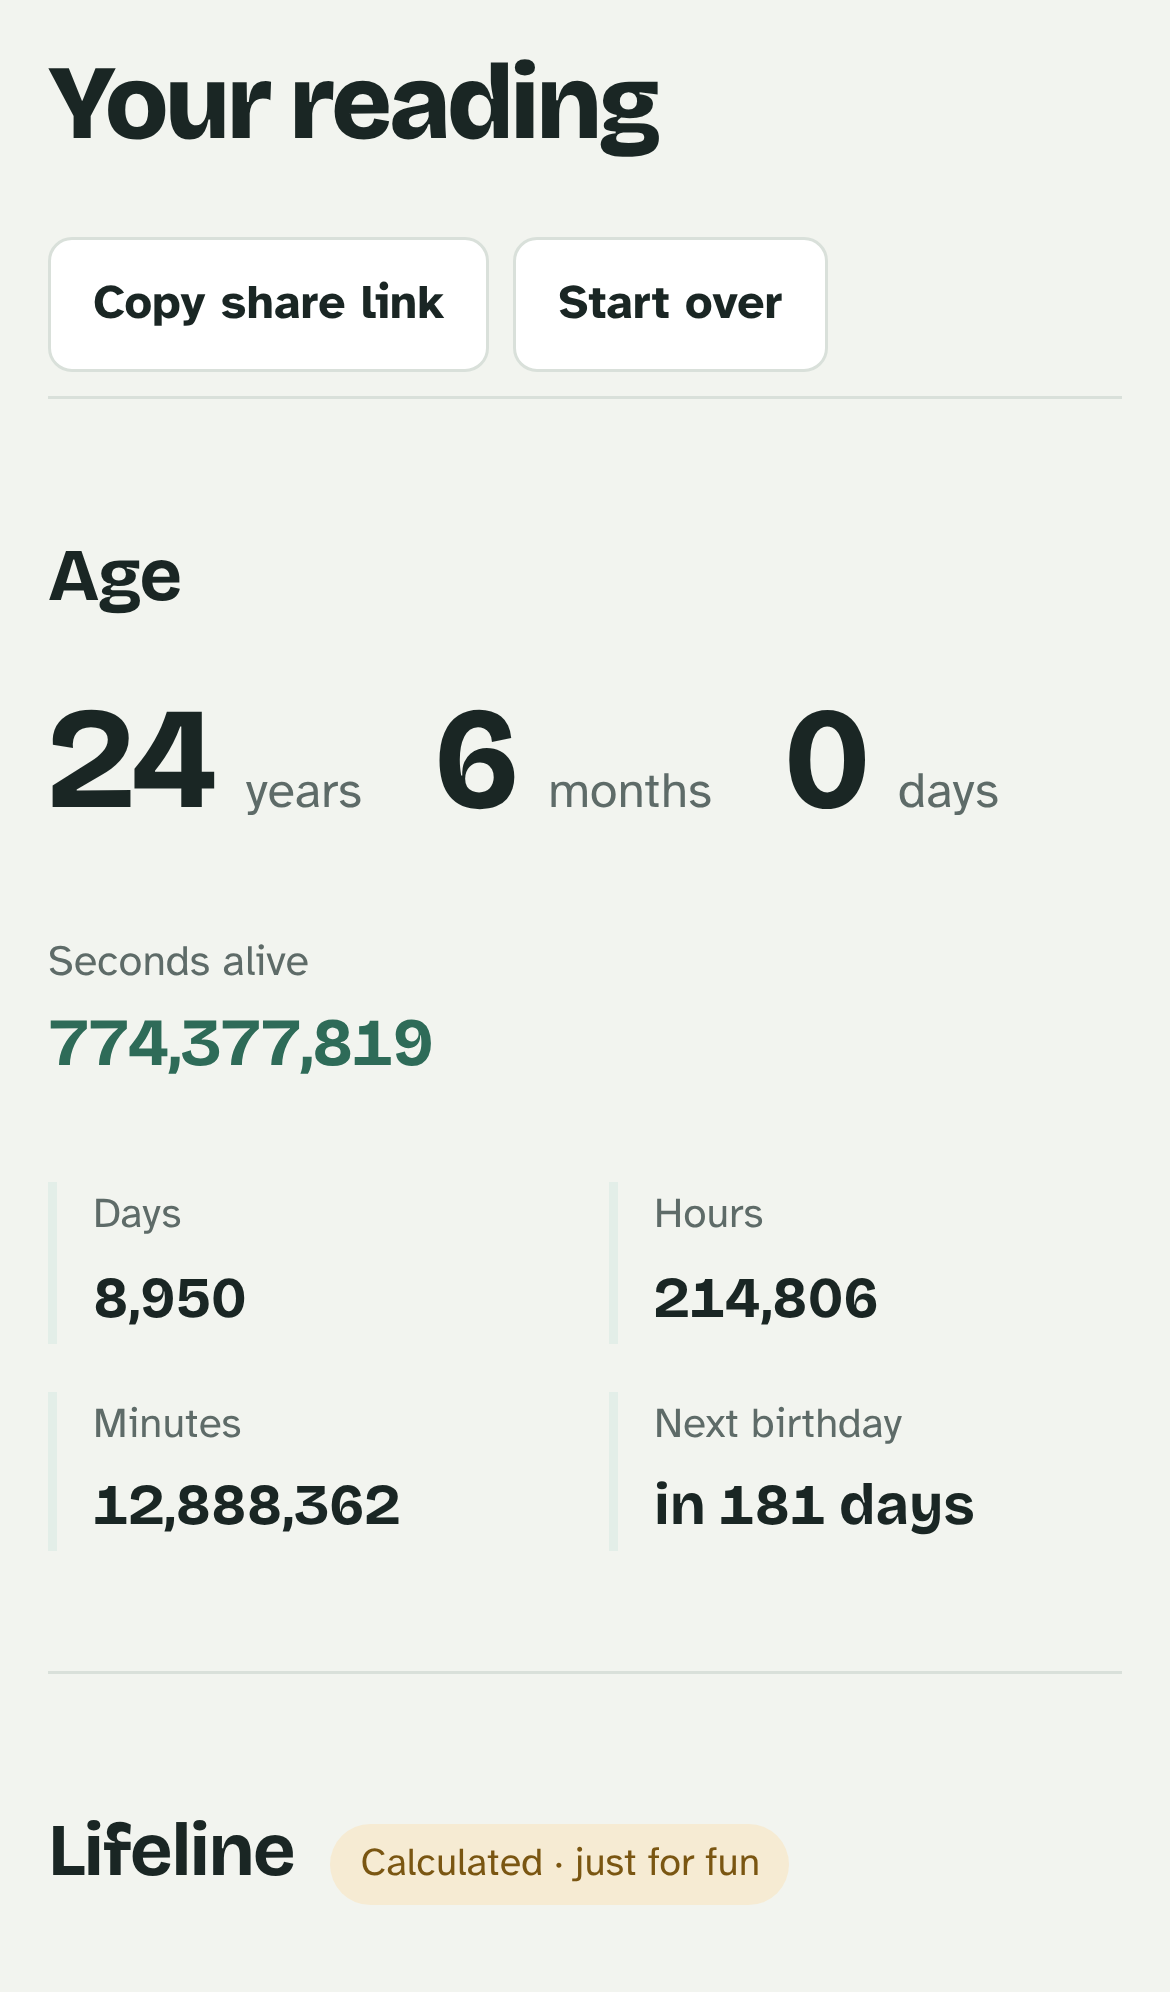 Your reading
Copy share link
Start over
Age
24 years 6 months 0 days
Seconds alive
774,377,819
Days
8,950
Hours
214,806
Minutes
12,888,362
Next birthday
in 181 days
Lifeline
Calculated · just for fun